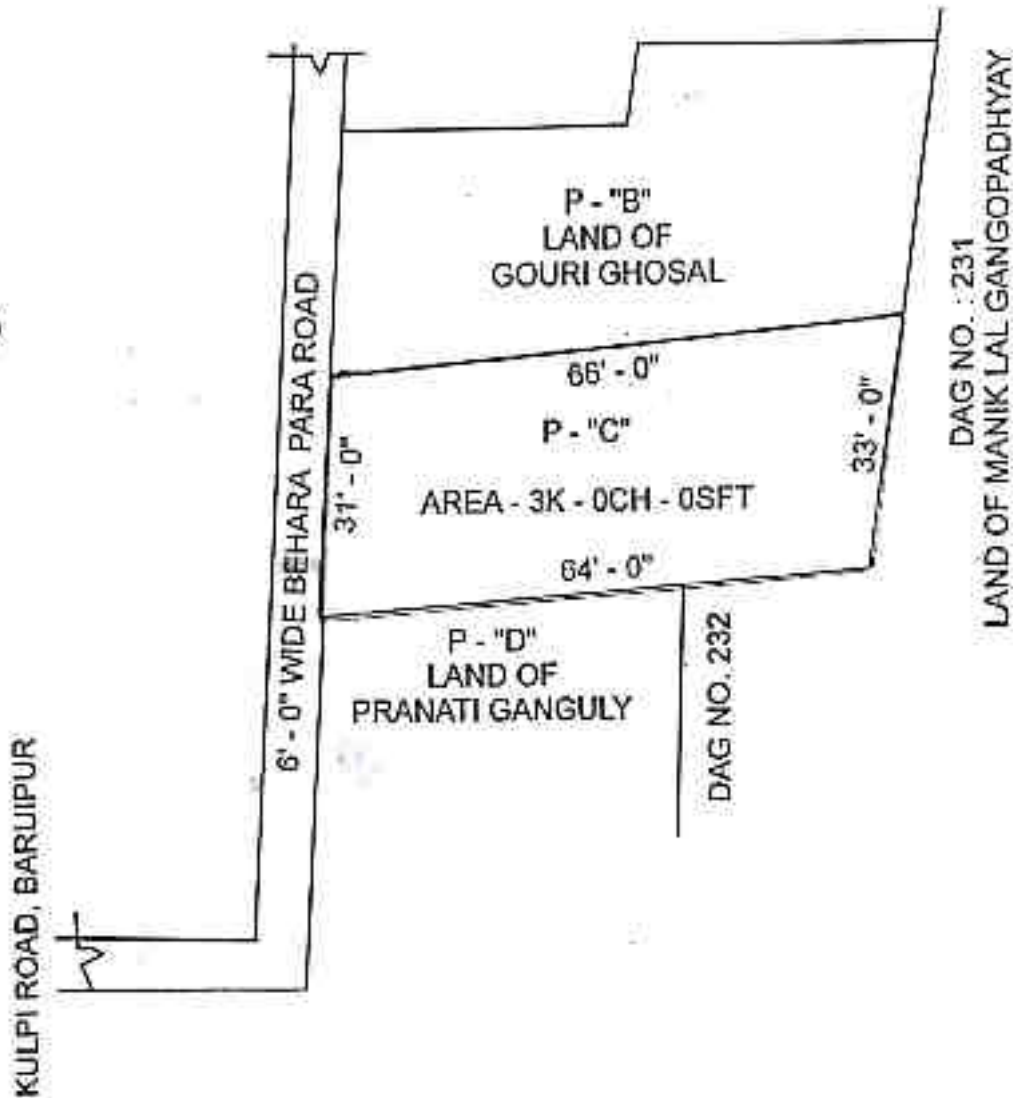 P - "B"
LAND OF
GOURI GHOSAL
66' - 0"
P - "C"
AREA - 3K - 0CH - 0SFT
31' - 0"
33' - 0"
64' - 0"
P - "D"
LAND OF
PRANATI GANGULY
6' - 0" WIDE BEHARA PARA ROAD
DAG NO. 232
DAG NO. : 231
LAND OF MANIK LAL GANGOPADHYAY
KULPI ROAD, BARUIPUR